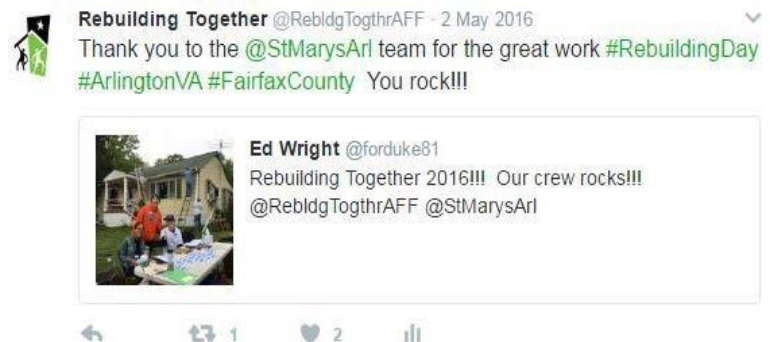 Rebuilding Together @RebldgTogthrAFF · 2 May 2016
Thank you to the @StMarysArl team for the great work #RebuildingDay
#ArlingtonVA #FairfaxCounty You rock!!!
Ed Wright @forduke81
Rebuilding Together 2016!!! Our crew rocks!!!
@RebldgTogthrAFF @StMarysArl
1 2